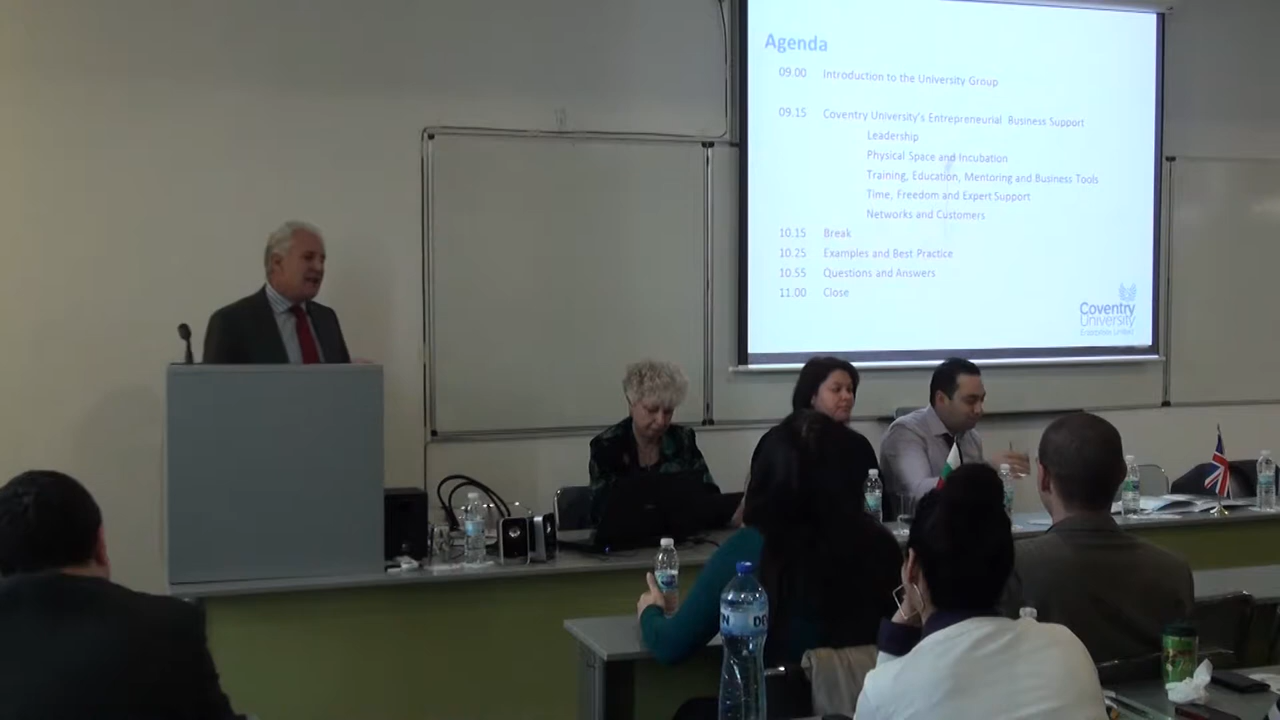 Agenda
09.00 Introduction to the University Group
09.15 Coventry University's Entrepreneurial Business Support
Leadership
Physical Space and Incubation
Training, Education, Mentoring and Business Tools
Time, Freedom and Expert Support
Networks and Customers
10.15 Break
10.25 Examples and Best Practice
10.55 Questions and Answers
11.00 Close
Coventry
University
Enterprises Limited